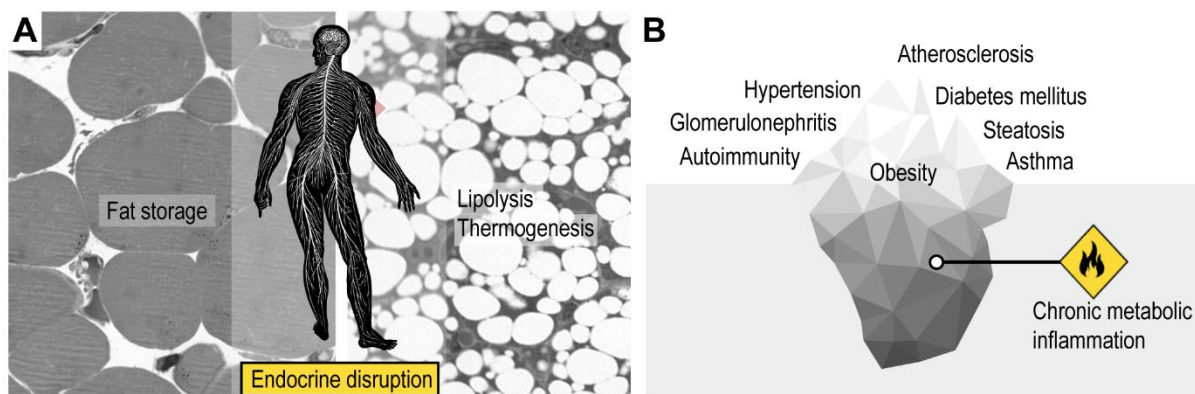 A
Fat storage
Lipolysis
Thermogenesis
Endocrine disruption
B
Atherosclerosis
Hypertension
Diabetes mellitus
Glomerulonephritis
Steatosis
Autoimmunity
Asthma
Obesity
Chronic metabolic
inflammation